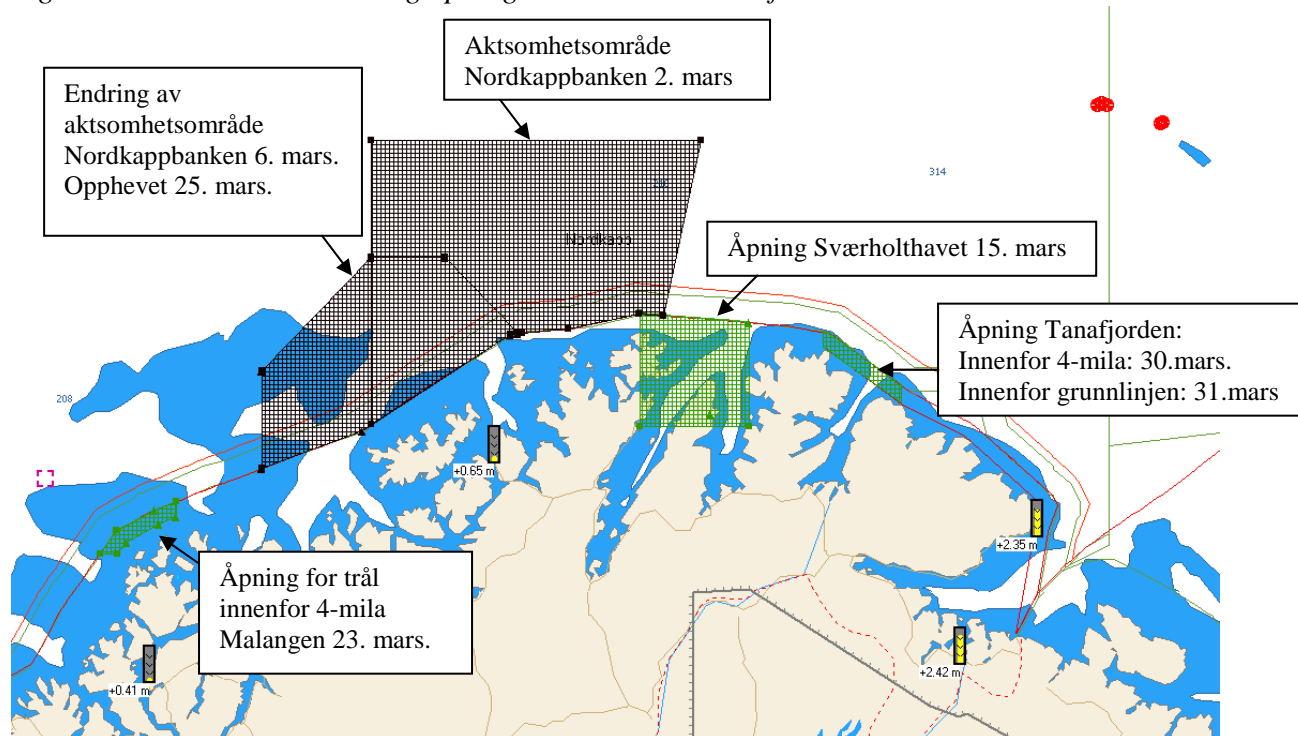 Aktsomhetsområde
Nordkappbanken 2. mars
Endring av
aktsomhetsområde
Nordkappbanken 6. mars.
Opphevet 25. mars.
314
Nordkapp
Åpning Sværholthavet 15. mars
Åpning Tanafjorden:
Innenfor 4-mila: 30.mars.
Innenfor grunnlinjen: 31.mars
208
+0.65 m
+2.35 m
Åpning for trål
innenfor 4-mila
Malangen 23. mars.
+0.41 m
+2.42 m